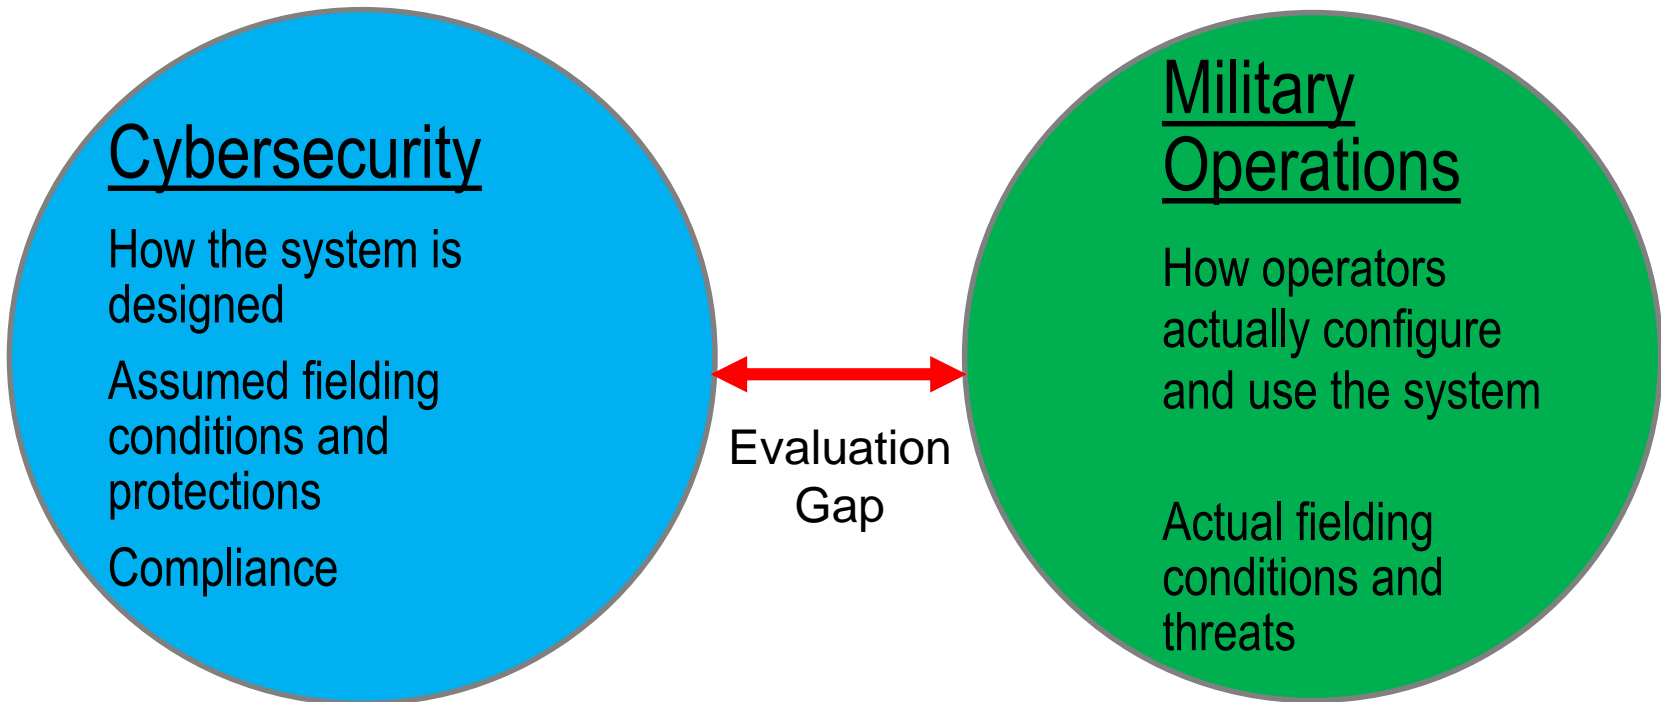 Cybersecurity
How the system is
designed
Assumed fielding
conditions and
protections
Compliance
Evaluation
Gap
Military
Operations
How operators
actually configure
and use the system
Actual fielding
conditions and
threats